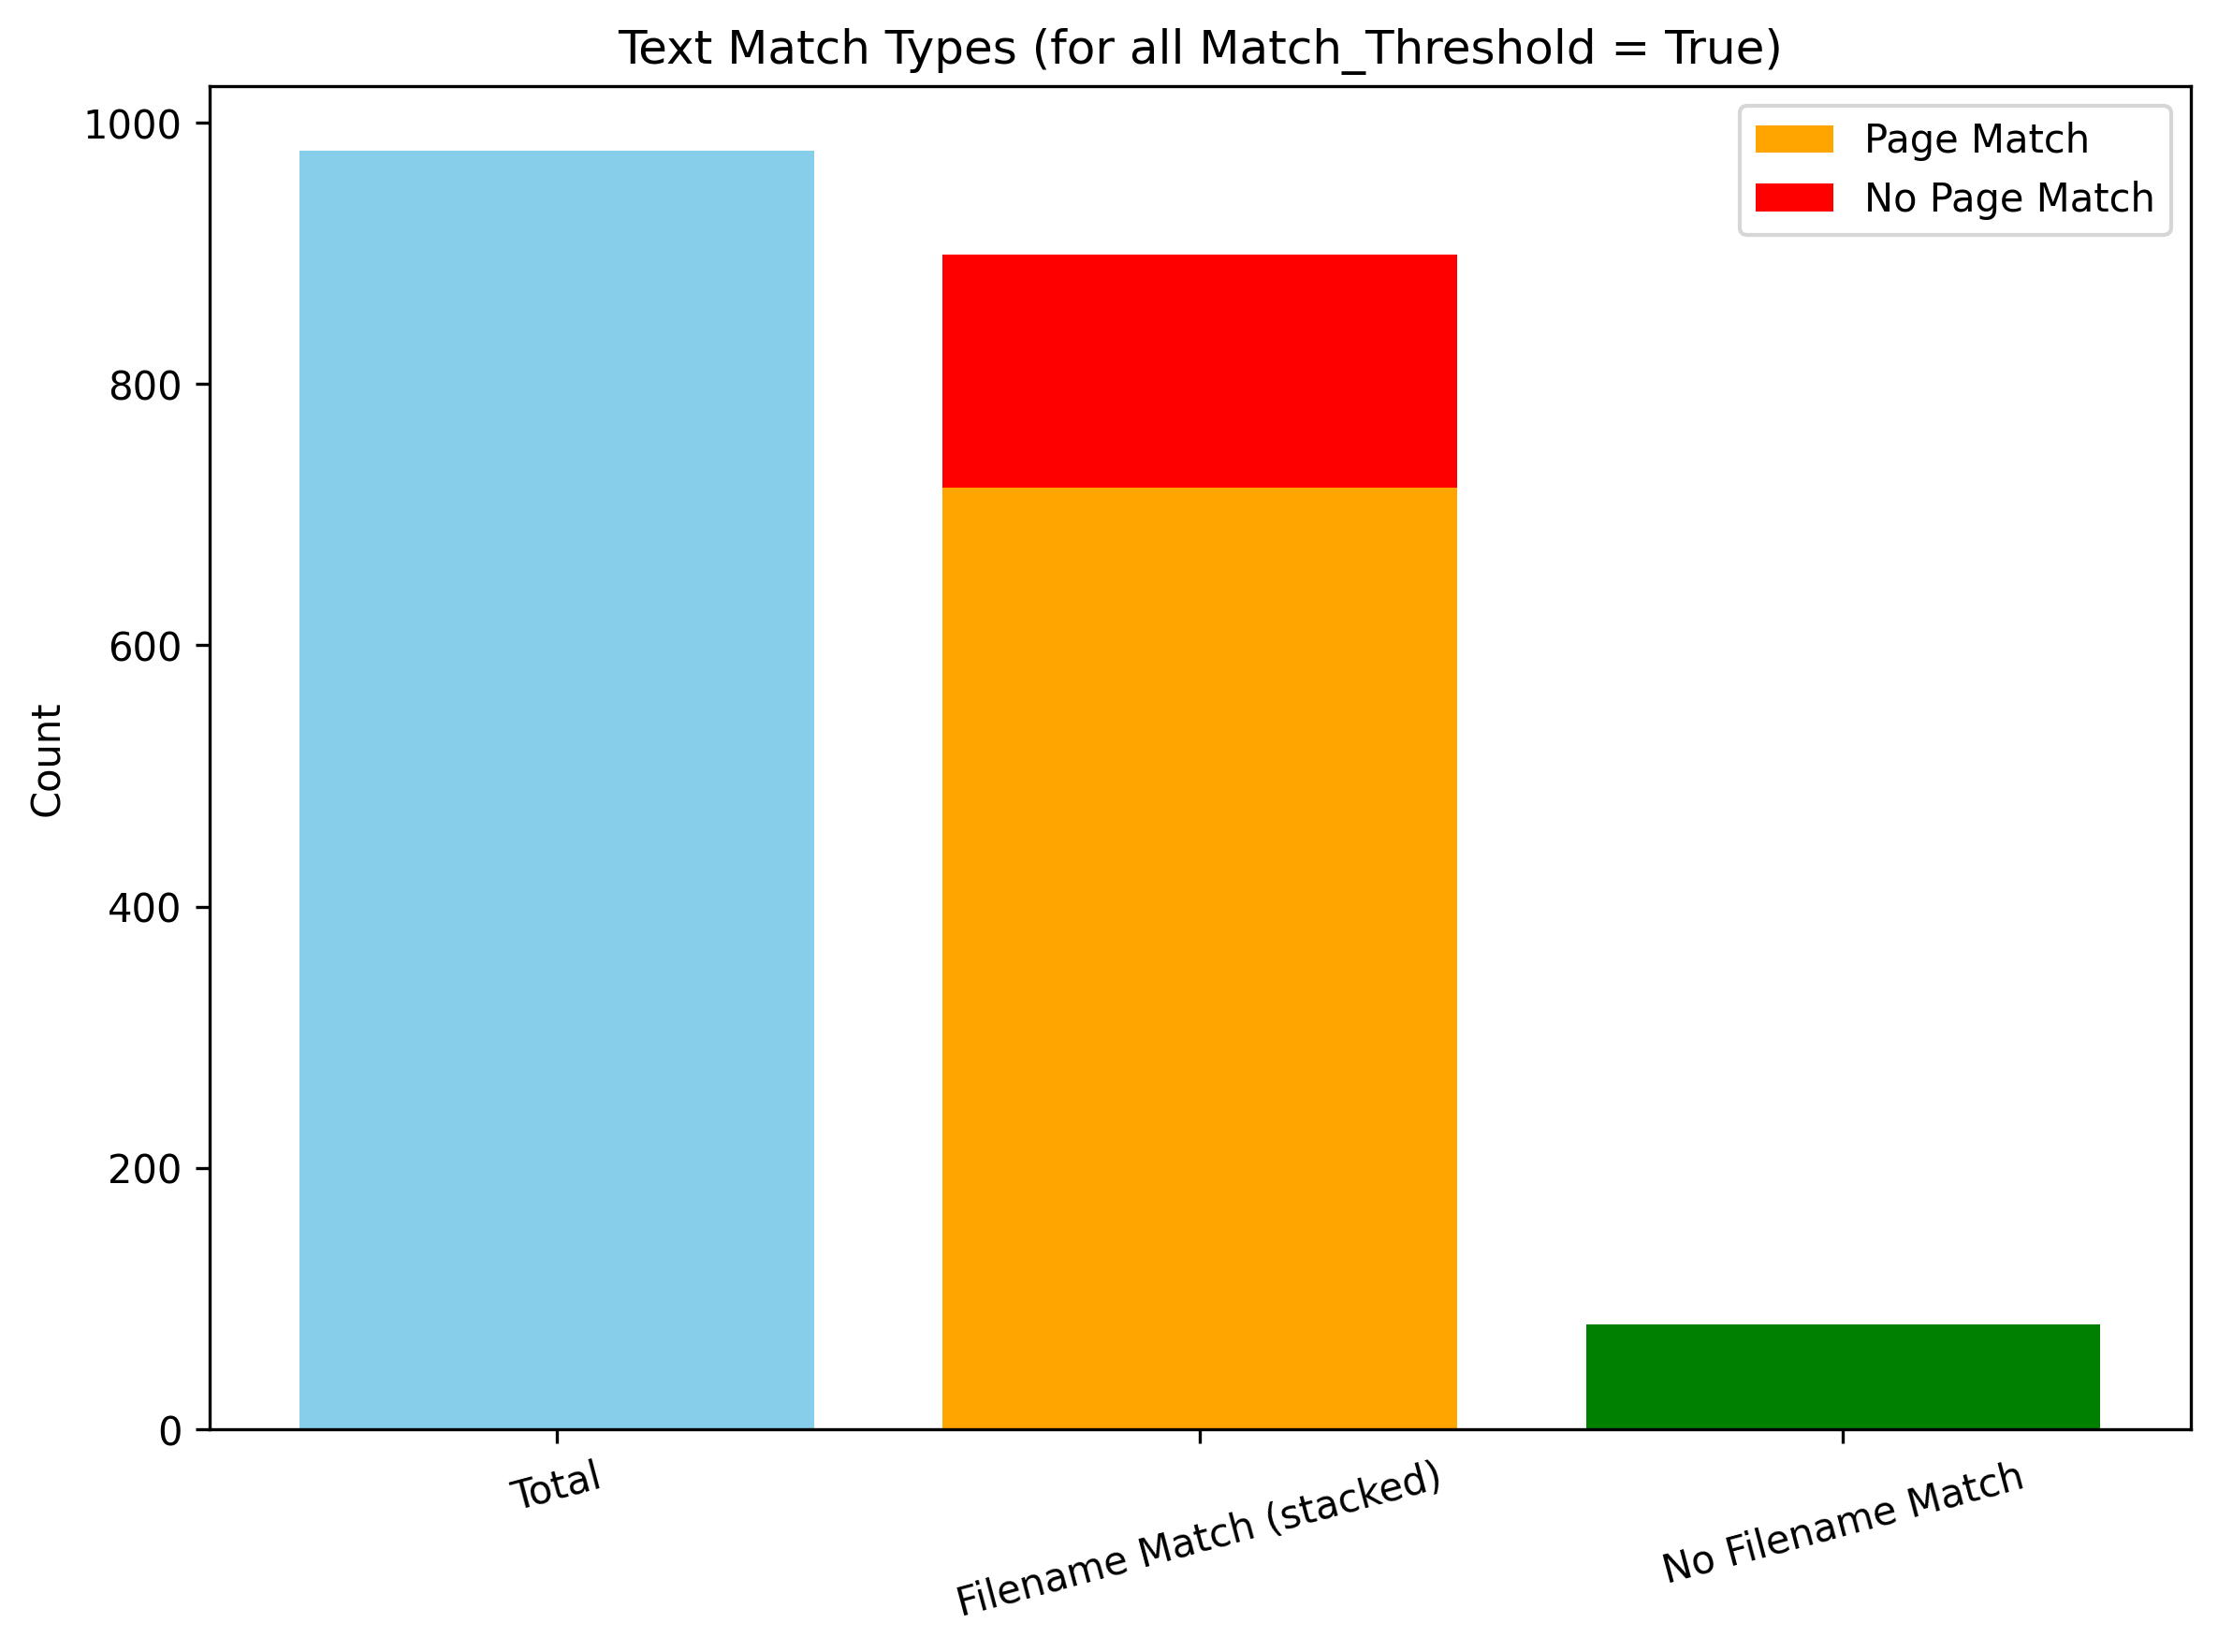 Text Match Types (for all Match_Threshold = True)
Page Match
No Page Match
Count
1000
800
600
400
200
0
Total
Filename Match (stacked)
No Filename Match